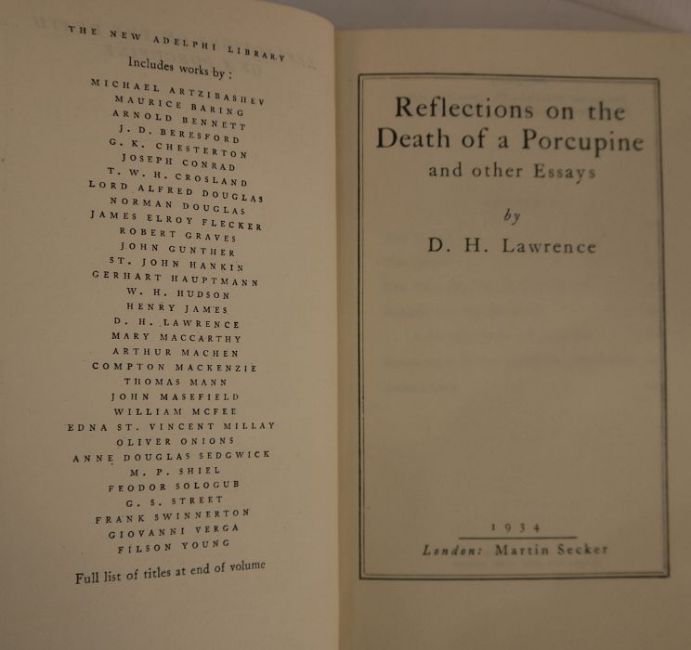 THE NEW ADELPHI LIBRARY
Includes works by:
MICHAEL ARTZIBASHEV
MAURICE BARING
ARNOLD BENNETT
J. D. BERESFORD
G. K. CHESTERTON
JOSEPH CONRAD
T. W. H. CROSLAND
LORD ALFRED DOUGLAS
NORMAN DOUGLAS
JAMES ELROY FLECKER
ROBERT GRAVES
JOHN GUNTHER
ST. JOHN HANKIN
GERHART HAUPTMANN
W. H. HUDSON
HENRY JAMES
D. H. LAWRENCE
MARY MACCARTHY
ARTHUR MACHEN
COMPTON MACKENZIE
THOMAS MANN
JOHN MASEFIELD
WILLIAM MCFEE
EDNA ST. VINCENT MILLAY
OLIVER ONIONS
ANNE DOUGLAS SEDGWICK
M. P. SHIEL
FEODOR SOLOGUB
G. S. STREET
FRANK SWINNERTON
GIOVANNI VERGA
FILSON YOUNG
Full list of titles at end of volume
Reflections on the
Death of a Porcupine
and other Essays
by
D. H. Lawrence
1934
London: Martin Secker